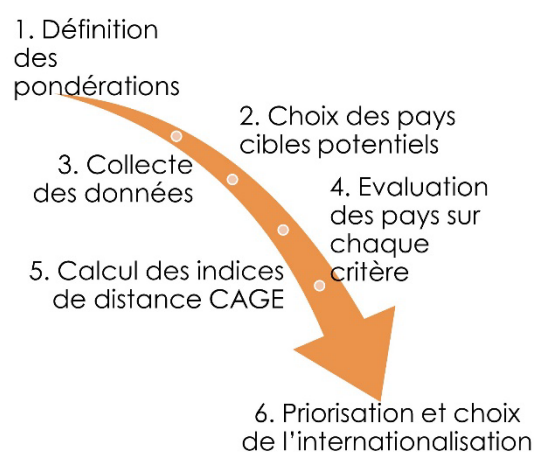 1. Définition
des
pondérations
2. Choix des pays
cibles potentiels
3. Collecte
des données
4. Evaluation
des pays sur
chaque
critère
5. Calcul des indices
de distance CAGE
6. Priorisation et choix
de l’internationalisation